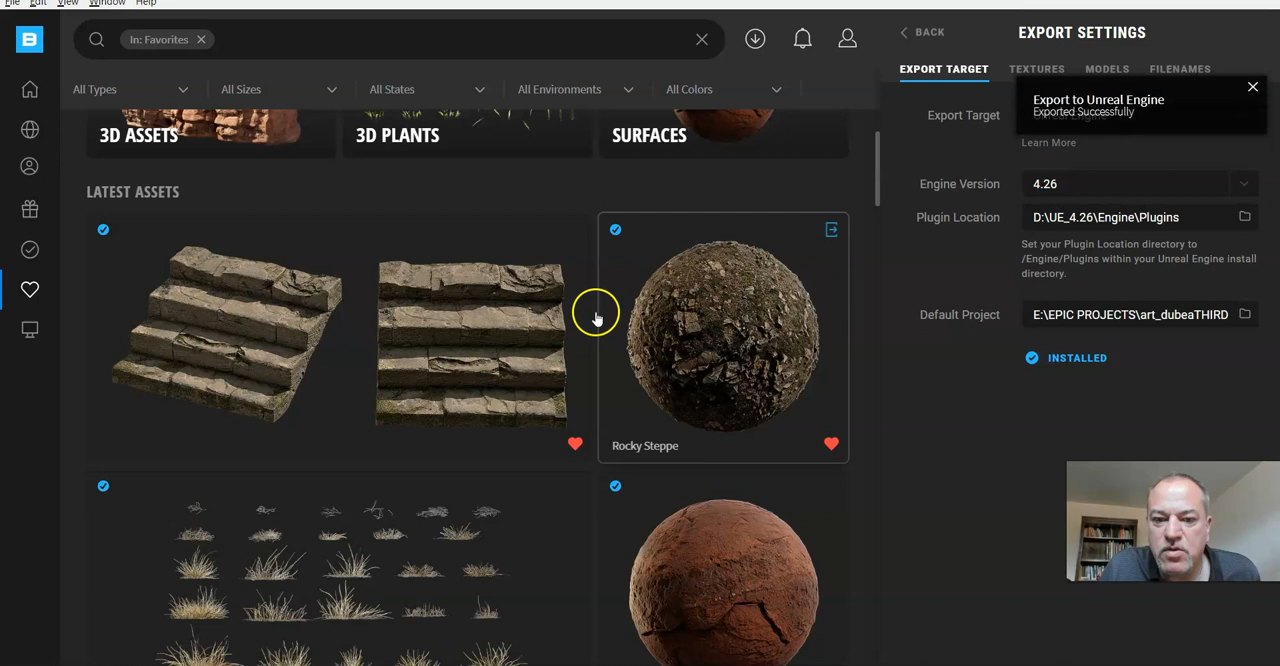 File Edit View Window Help
In: Favorites
All Types
All Sizes
All States
All Environments
All Colors
3D ASSETS
3D PLANTS
SURFACES
LATEST ASSETS
Rocky Steppe
BACK
EXPORT SETTINGS
EXPORT TARGET
TEXTURES
MODELS
FILENAMES
Export to Unreal Engine
Exported Successfully
Export Target
Learn More
Engine Version
4.26
Plugin Location
D:\UE_4.26\Engine\Plugins
Set your Plugin Location directory to
/Engine/Plugins within your Unreal Engine install
directory.
Default Project
E:\EPIC PROJECTS\art_dubeaTHIRD
INSTALLED